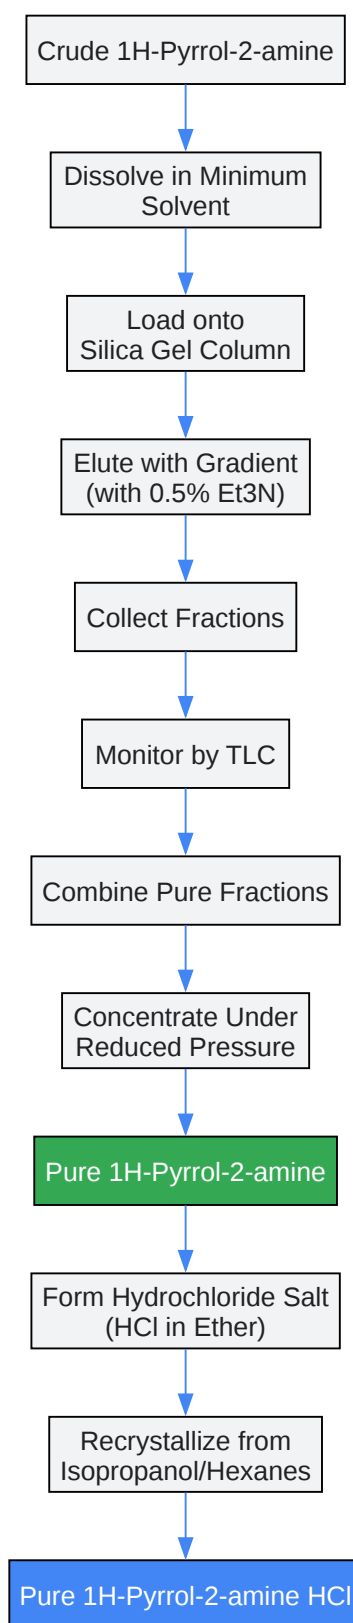 Crude 1H-Pyrrol-2-amine
Dissolve in Minimum
Solvent
Load onto
Silica Gel Column
Elute with Gradient
(with 0.5% Et3N)
Collect Fractions
Monitor by TLC
Combine Pure Fractions
Concentrate Under
Reduced Pressure
Pure 1H-Pyrrol-2-amine
Form Hydrochloride Salt
(HCl in Ether)
Recrystallize from
Isopropanol/Hexanes
Pure 1H-Pyrrol-2-amine HCl